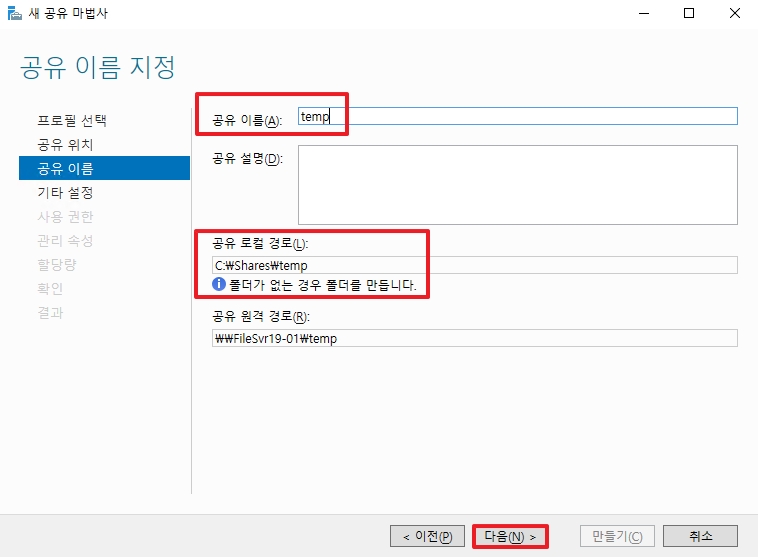 새 공유 마법사
공유 이름 지정
프로필 선택
공유 위치
공유 이름
기타 설정
사용 권한
관리 속성
할당량
확인
결과
공유 이름(A): temp
공유 설명(D):
공유 로컬 경로(L):
C:₩Shares₩temp
폴더가 없는 경우 폴더를 만듭니다.
공유 원격 경로(R):
₩₩FileSvr19-01₩temp
< 이전(P) 다음(N) > 만들기(C) 취소